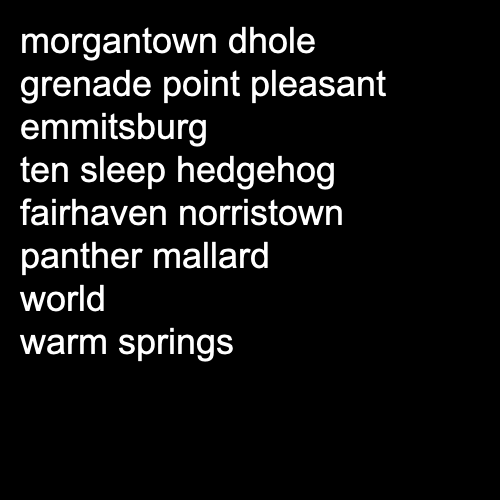 morgantown dhole
grenade point pleasant
emmitsburg
ten sleep hedgehog
fairhaven norristown
panther mallard
world
warm springs